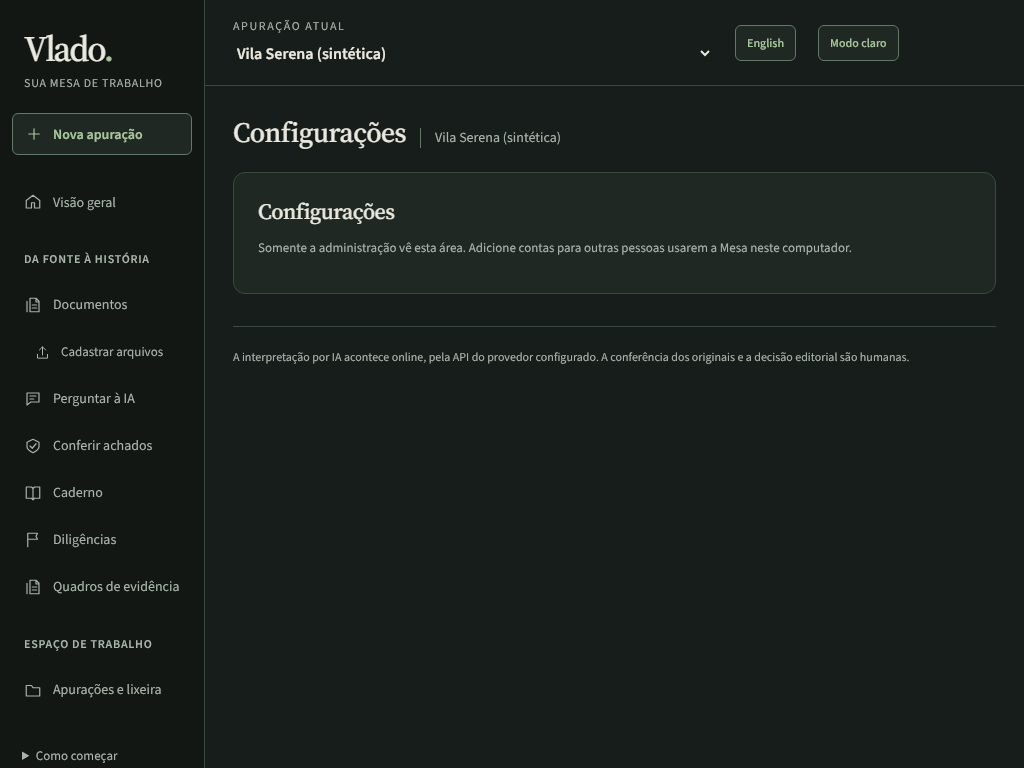 Vlado.
SUA MESA DE TRABALHO
Nova apuração
Visão geral
DA FONTE À HISTÓRIA
Documentos
Cadastrar arquivos
Perguntar à IA
Conferir achados
Caderno
Diligências
Quadros de evidência
ESPAÇO DE TRABALHO
Apurações e lixeira
Como começar
APURAÇÃO ATUAL
Vila Serena (sintética)
English
Modo claro
Configurações
Vila Serena (sintética)
Configurações
Somente a administração vê esta área. Adicione contas para outras pessoas usarem a Mesa neste computador.
A interpretação por IA acontece online, pela API do provedor configurado. A conferência dos originais e a decisão editorial são humanas.